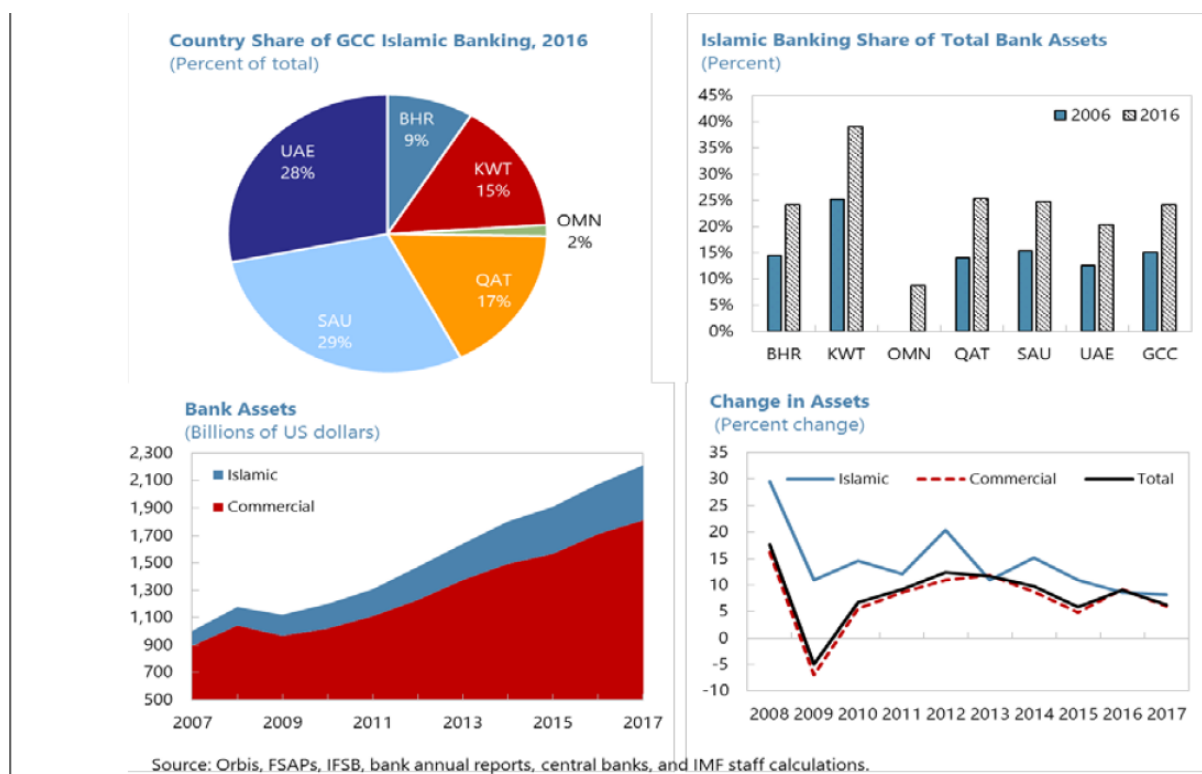 Country Share of GCC Islamic Banking, 2016
(Percent of total)
BHR
9%
KWT
15%
OMN
2%
QAT
17%
SAU
29%
UAE
28%
Islamic Banking Share of Total Bank Assets
(Percent)
45%
40%
35%
30%
25%
20%
15%
10%
5%
0%
2006 2016
BHR KWT OMN QAT SAU UAE GCC
Bank Assets
(Billions of US dollars)
2,300
2,100
1,900
1,700
1,500
1,300
1,100
900
700
500
Islamic
Commercial
2007 2009 2011 2013 2015 2017
Change in Assets
(Percent change)
35
30
25
20
15
10
5
0
-5
-10
Islamic Commercial Total
2008 2009 2010 2011 2012 2013 2014 2015 2016 2017
Source: Orbis, FSAPs, IFSB, bank annual reports, central banks, and IMF staff calculations.